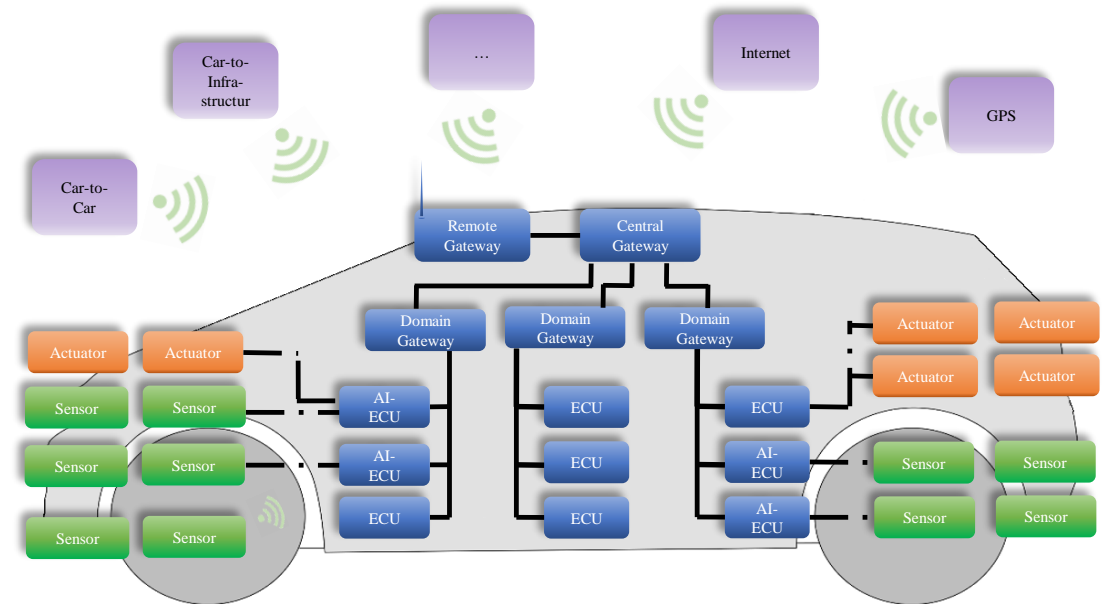 Car-to-
Infra-
structur
…
Internet
GPS
Car-to-
Car
Remote
Gateway
Central
Gateway
Domain
Gateway
Domain
Gateway
Domain
Gateway
Actuator
Actuator
Actuator
Actuator
Actuator
Actuator
Sensor
Sensor
AI-
ECU
ECU
ECU
Sensor
Sensor
AI-
ECU
ECU
AI-
ECU
Sensor
Sensor
ECU
ECU
AI-
ECU
Sensor
Sensor
Sensor
Sensor